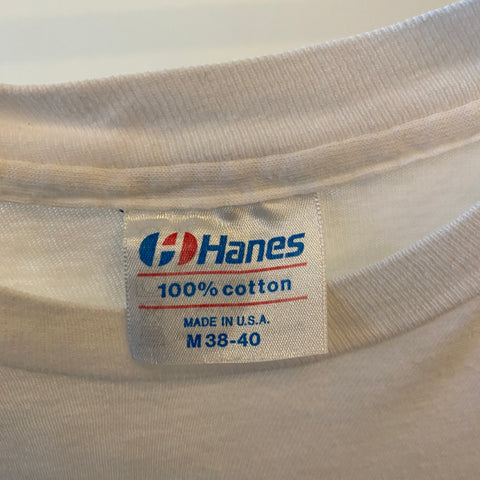 Hanes
100% cotton
MADE IN U.S.A.
M 38-40